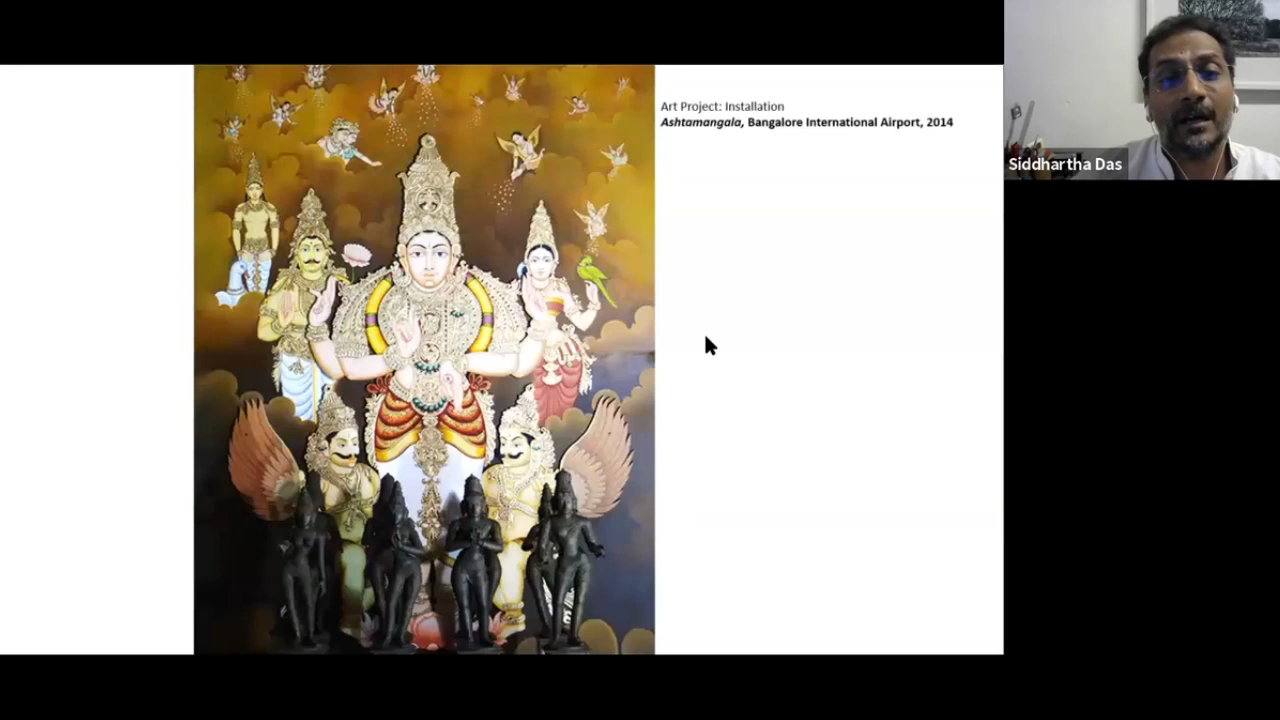 Art Project: Installation
Ashtamangala, Bangalore International Airport, 2014
Siddhartha Das